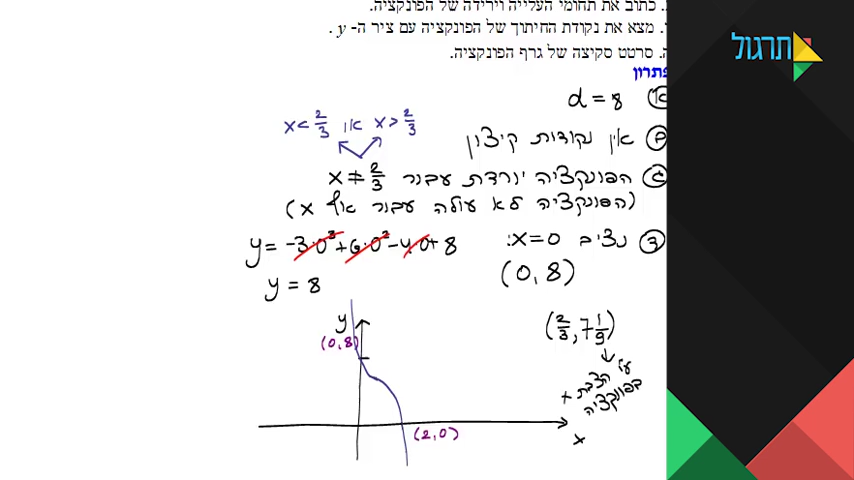 . כתוב את תחומי העלייה וירידה של הפונקציה.
. מצא את נקודת החיתוך של הפונקציה עם ציר ה- y .
ה. סרטט סקיצה של גרף הפונקציה.
פתרון
תרגול
א d = 8
x < 2/3 או x > 2/3
ב אין נקודות קיצון
ג הפונקציה יורדת עבור x ≠ 2/3
(הפונקציה לא עולה עבור אף x)
ד נציב x=0:
y = -3·0³+6·0²-4·0+8
(0,8)
y = 8
(2/3, 7 1/9)
ע"י הצבת x בפונקציה
y
(0,8)
(2,0)
x